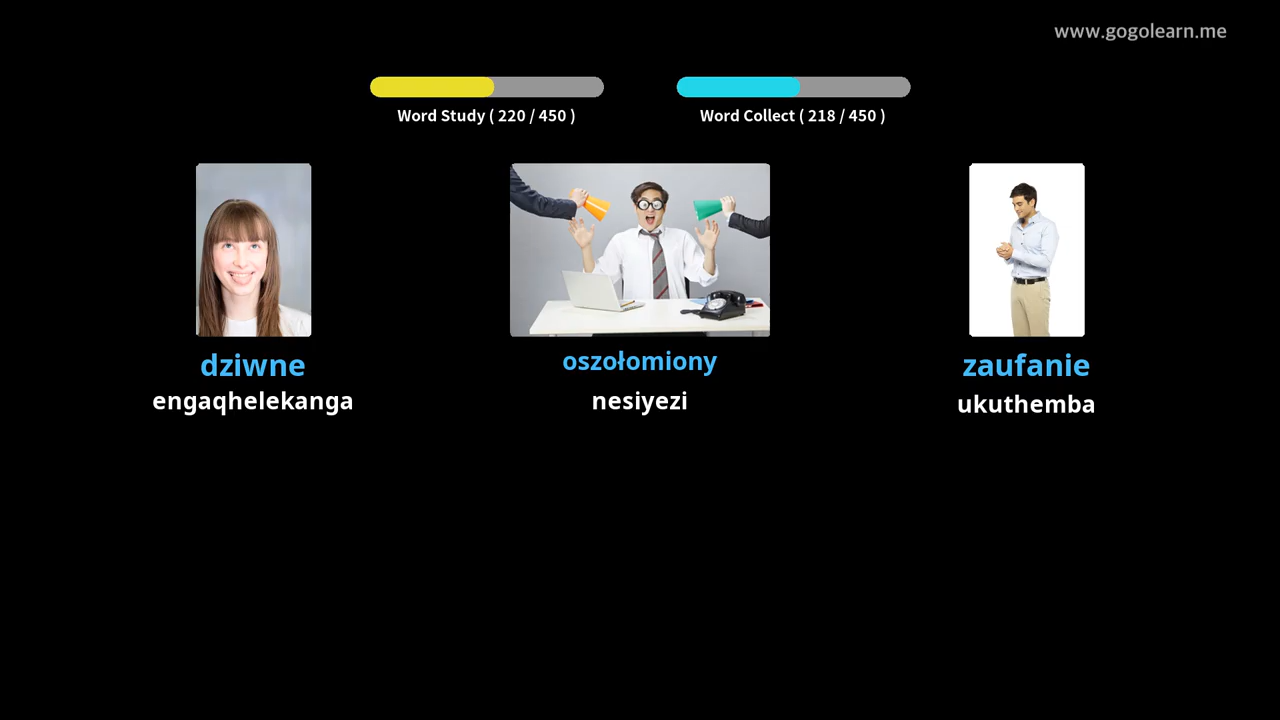 www.gogolearn.me
Word Study ( 220 / 450 )
Word Collect ( 218 / 450 )
dziwne
engaqhelekanga
oszołomiony
nesiyezi
zaufanie
ukuthemba